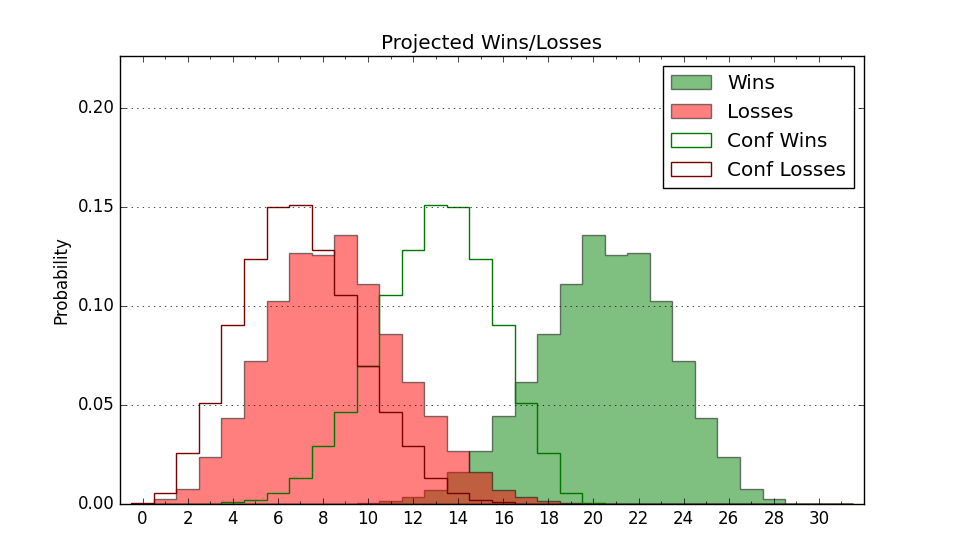 Projected Wins/Losses
Wins
Losses
Conf Wins
Conf Losses
Probability
0.20
0.15
0.10
0.05
0.00
0 2 4 6 8 10 12 14 16 18 20 22 24 26 28 30